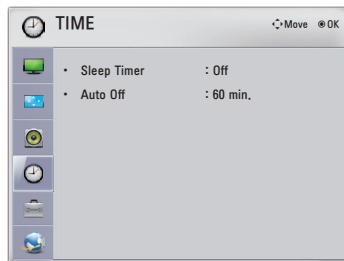 TIME
Move OK
• Sleep Timer : Off
• Auto Off : 60 min.